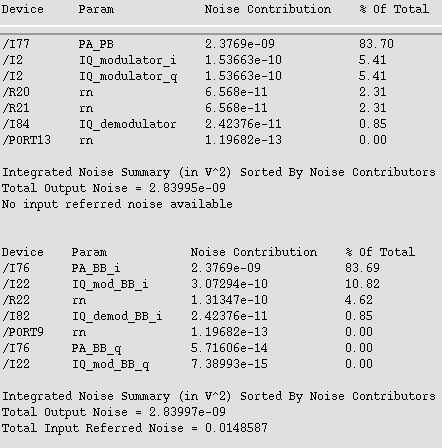 Device Param Noise Contribution % Of Total
/I77 PA_PB 2.3769e-09 83.70
/I2 IQ_modulator_i 1.53663e-10 5.41
/I2 IQ_modulator_q 1.53663e-10 5.41
/R20 rn 6.568e-11 2.31
/R21 rn 6.568e-11 2.31
/I84 IQ_demodulator 2.42376e-11 0.85
/PORT13 rn 1.19682e-13 0.00
Integrated Noise Summary (in V^2) Sorted By Noise Contributors
Total Output Noise = 2.83995e-09
No input referred noise available
Device Param Noise Contribution % Of Total
/I76 PA_BB_i 2.3769e-09 83.69
/I22 IQ_mod_BB_i 3.07294e-10 10.82
/R22 rn 1.31347e-10 4.62
/I82 IQ_demod_BB_i 2.42376e-11 0.85
/PORT9 rn 1.19682e-13 0.00
/I76 PA_BB_q 5.71606e-14 0.00
/I22 IQ_mod_BB_q 7.38993e-15 0.00
Integrated Noise Summary (in V^2) Sorted By Noise Contributors
Total Output Noise = 2.83997e-09
Total Input Referred Noise = 0.0148587